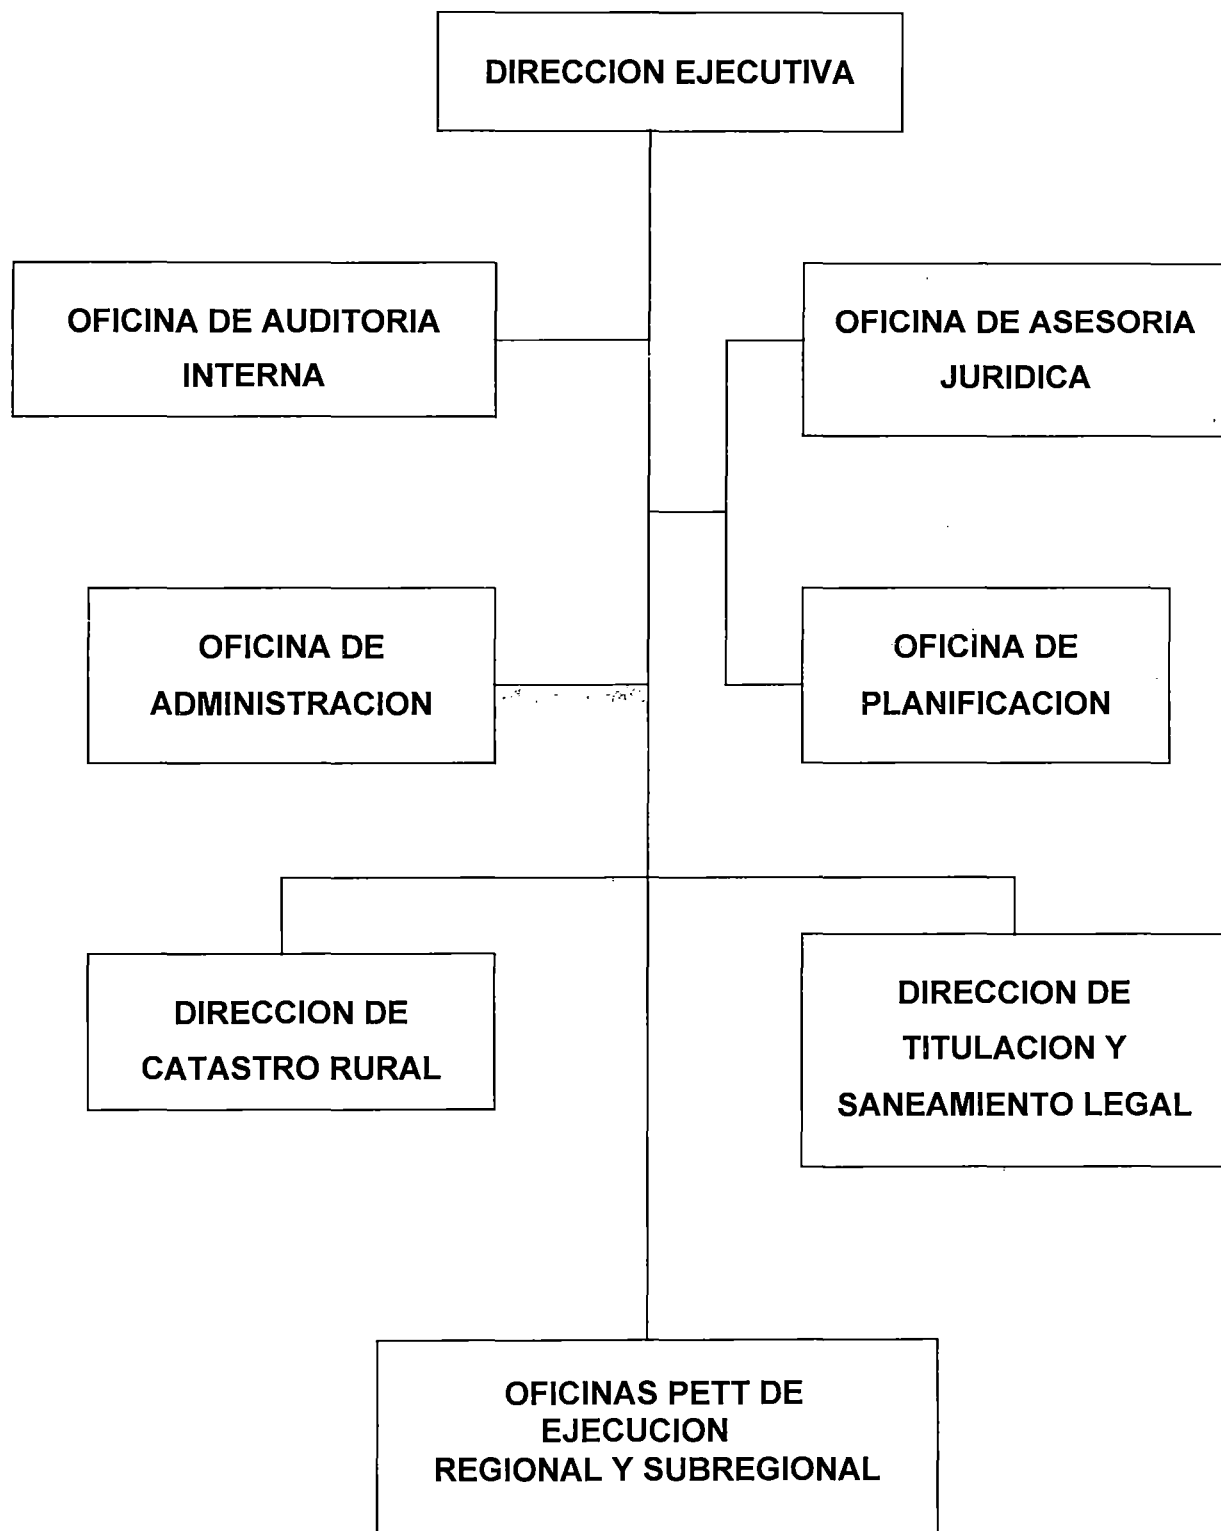 DIRECCION EJECUTIVA
OFICINA DE AUDITORIA
INTERNA
OFICINA DE ASESORIA
JURIDICA
OFICINA DE
ADMINISTRACION
OFICINA DE
PLANIFICACION
DIRECCION DE
CATASTRO RURAL
DIRECCION DE
TITULACION Y
SANEAMIENTO LEGAL
OFICINAS PETT DE
EJECUCION
REGIONAL Y SUBREGIONAL